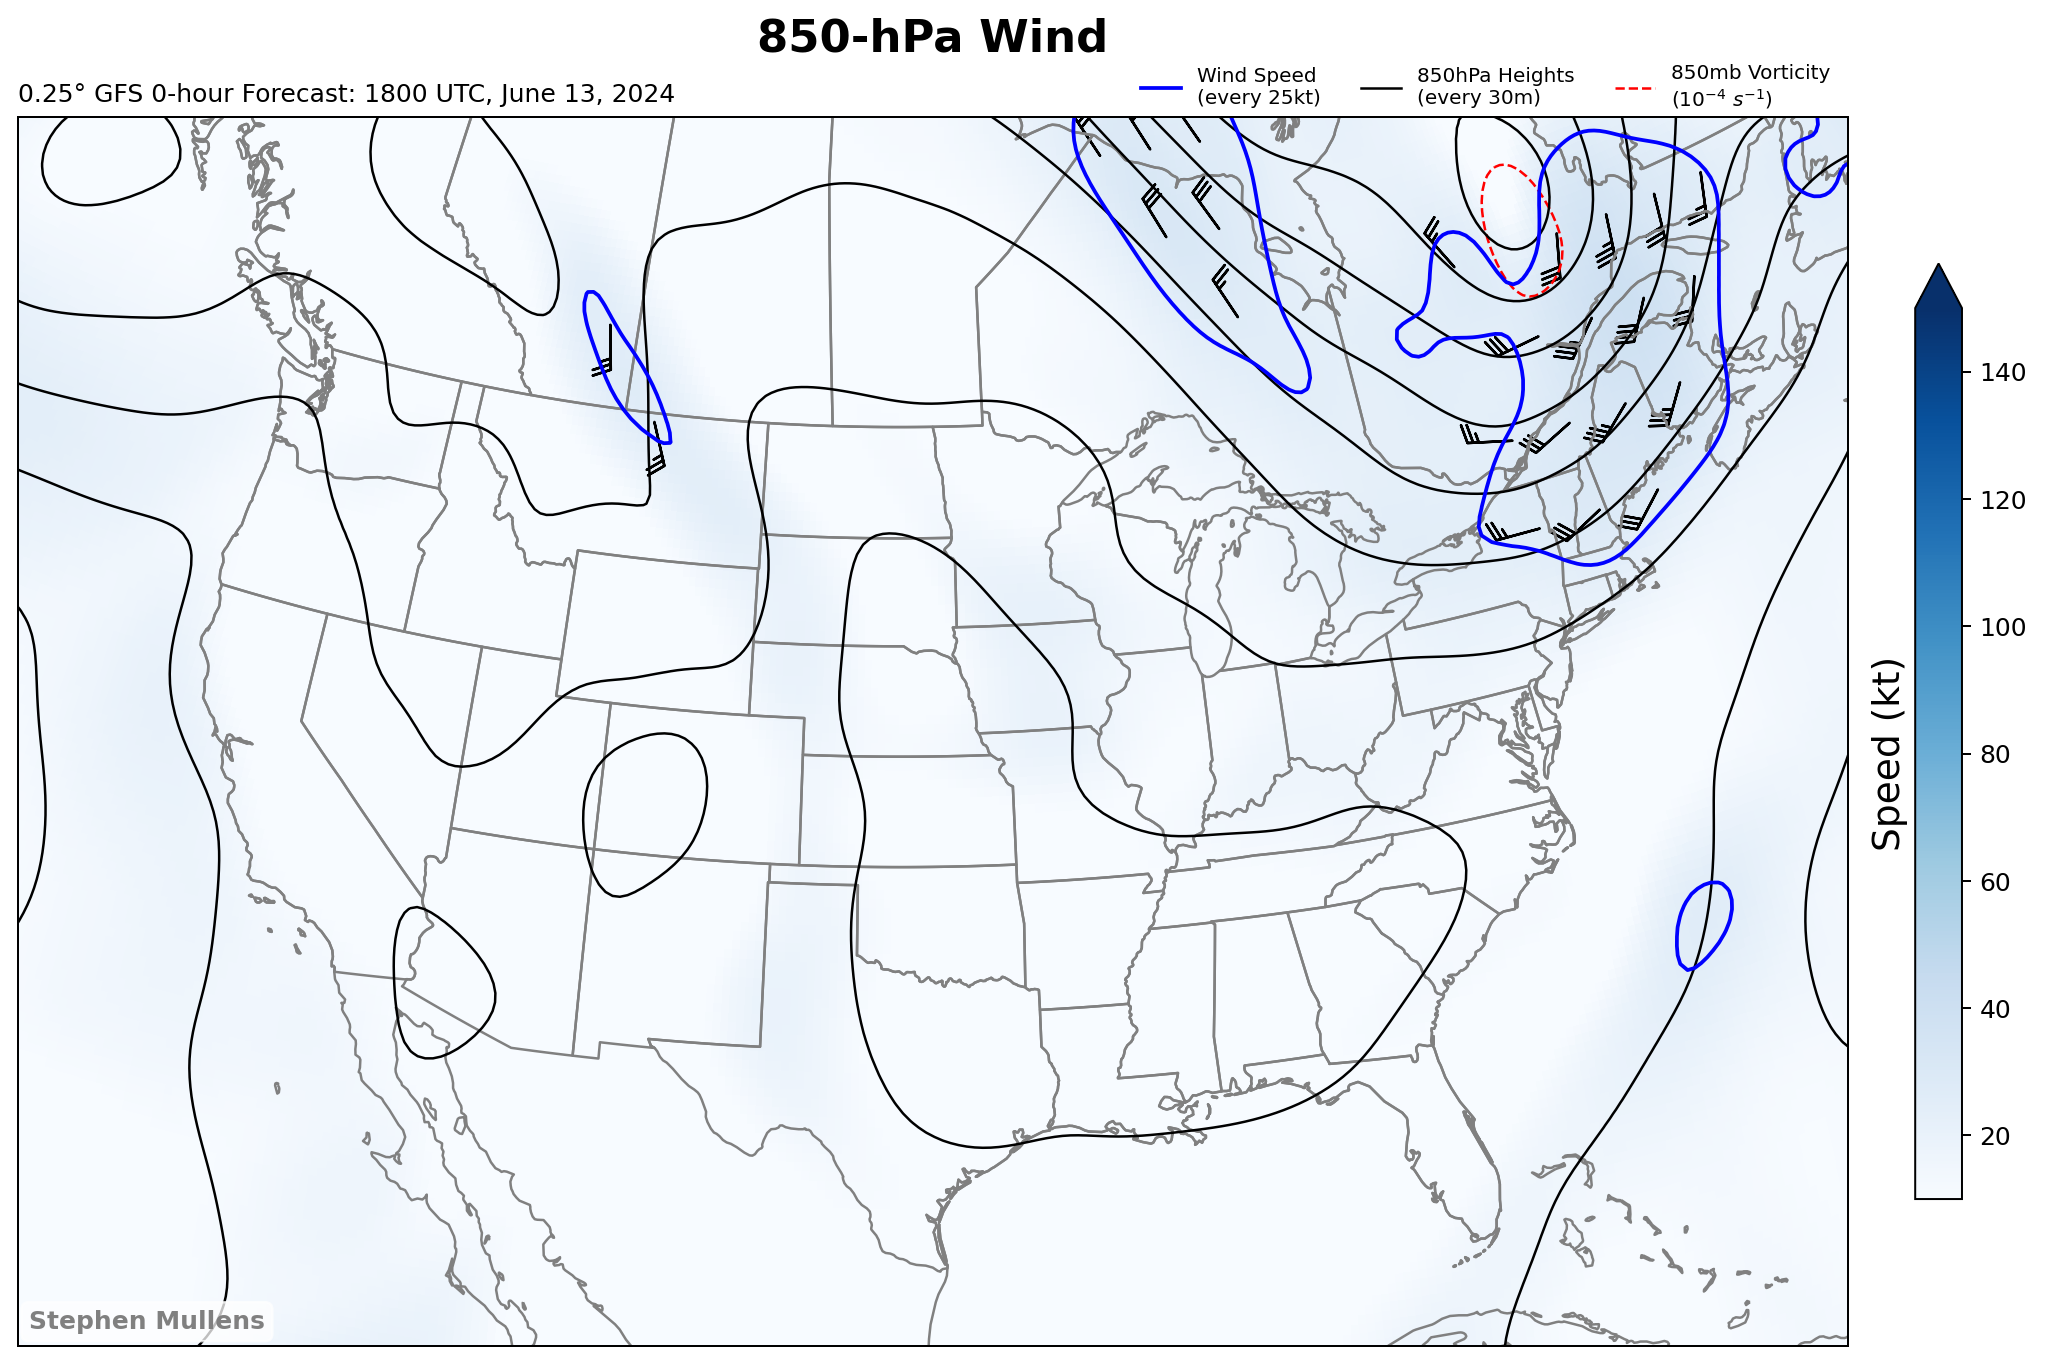 850-hPa Wind
0.25° GFS 0-hour Forecast: 1800 UTC, June 13, 2024
Wind Speed
(every 25kt)
850hPa Heights
(every 30m)
850mb Vorticity
(10⁻⁴ s⁻¹)
140
120
100
80
60
40
20
Speed (kt)
Stephen Mullens